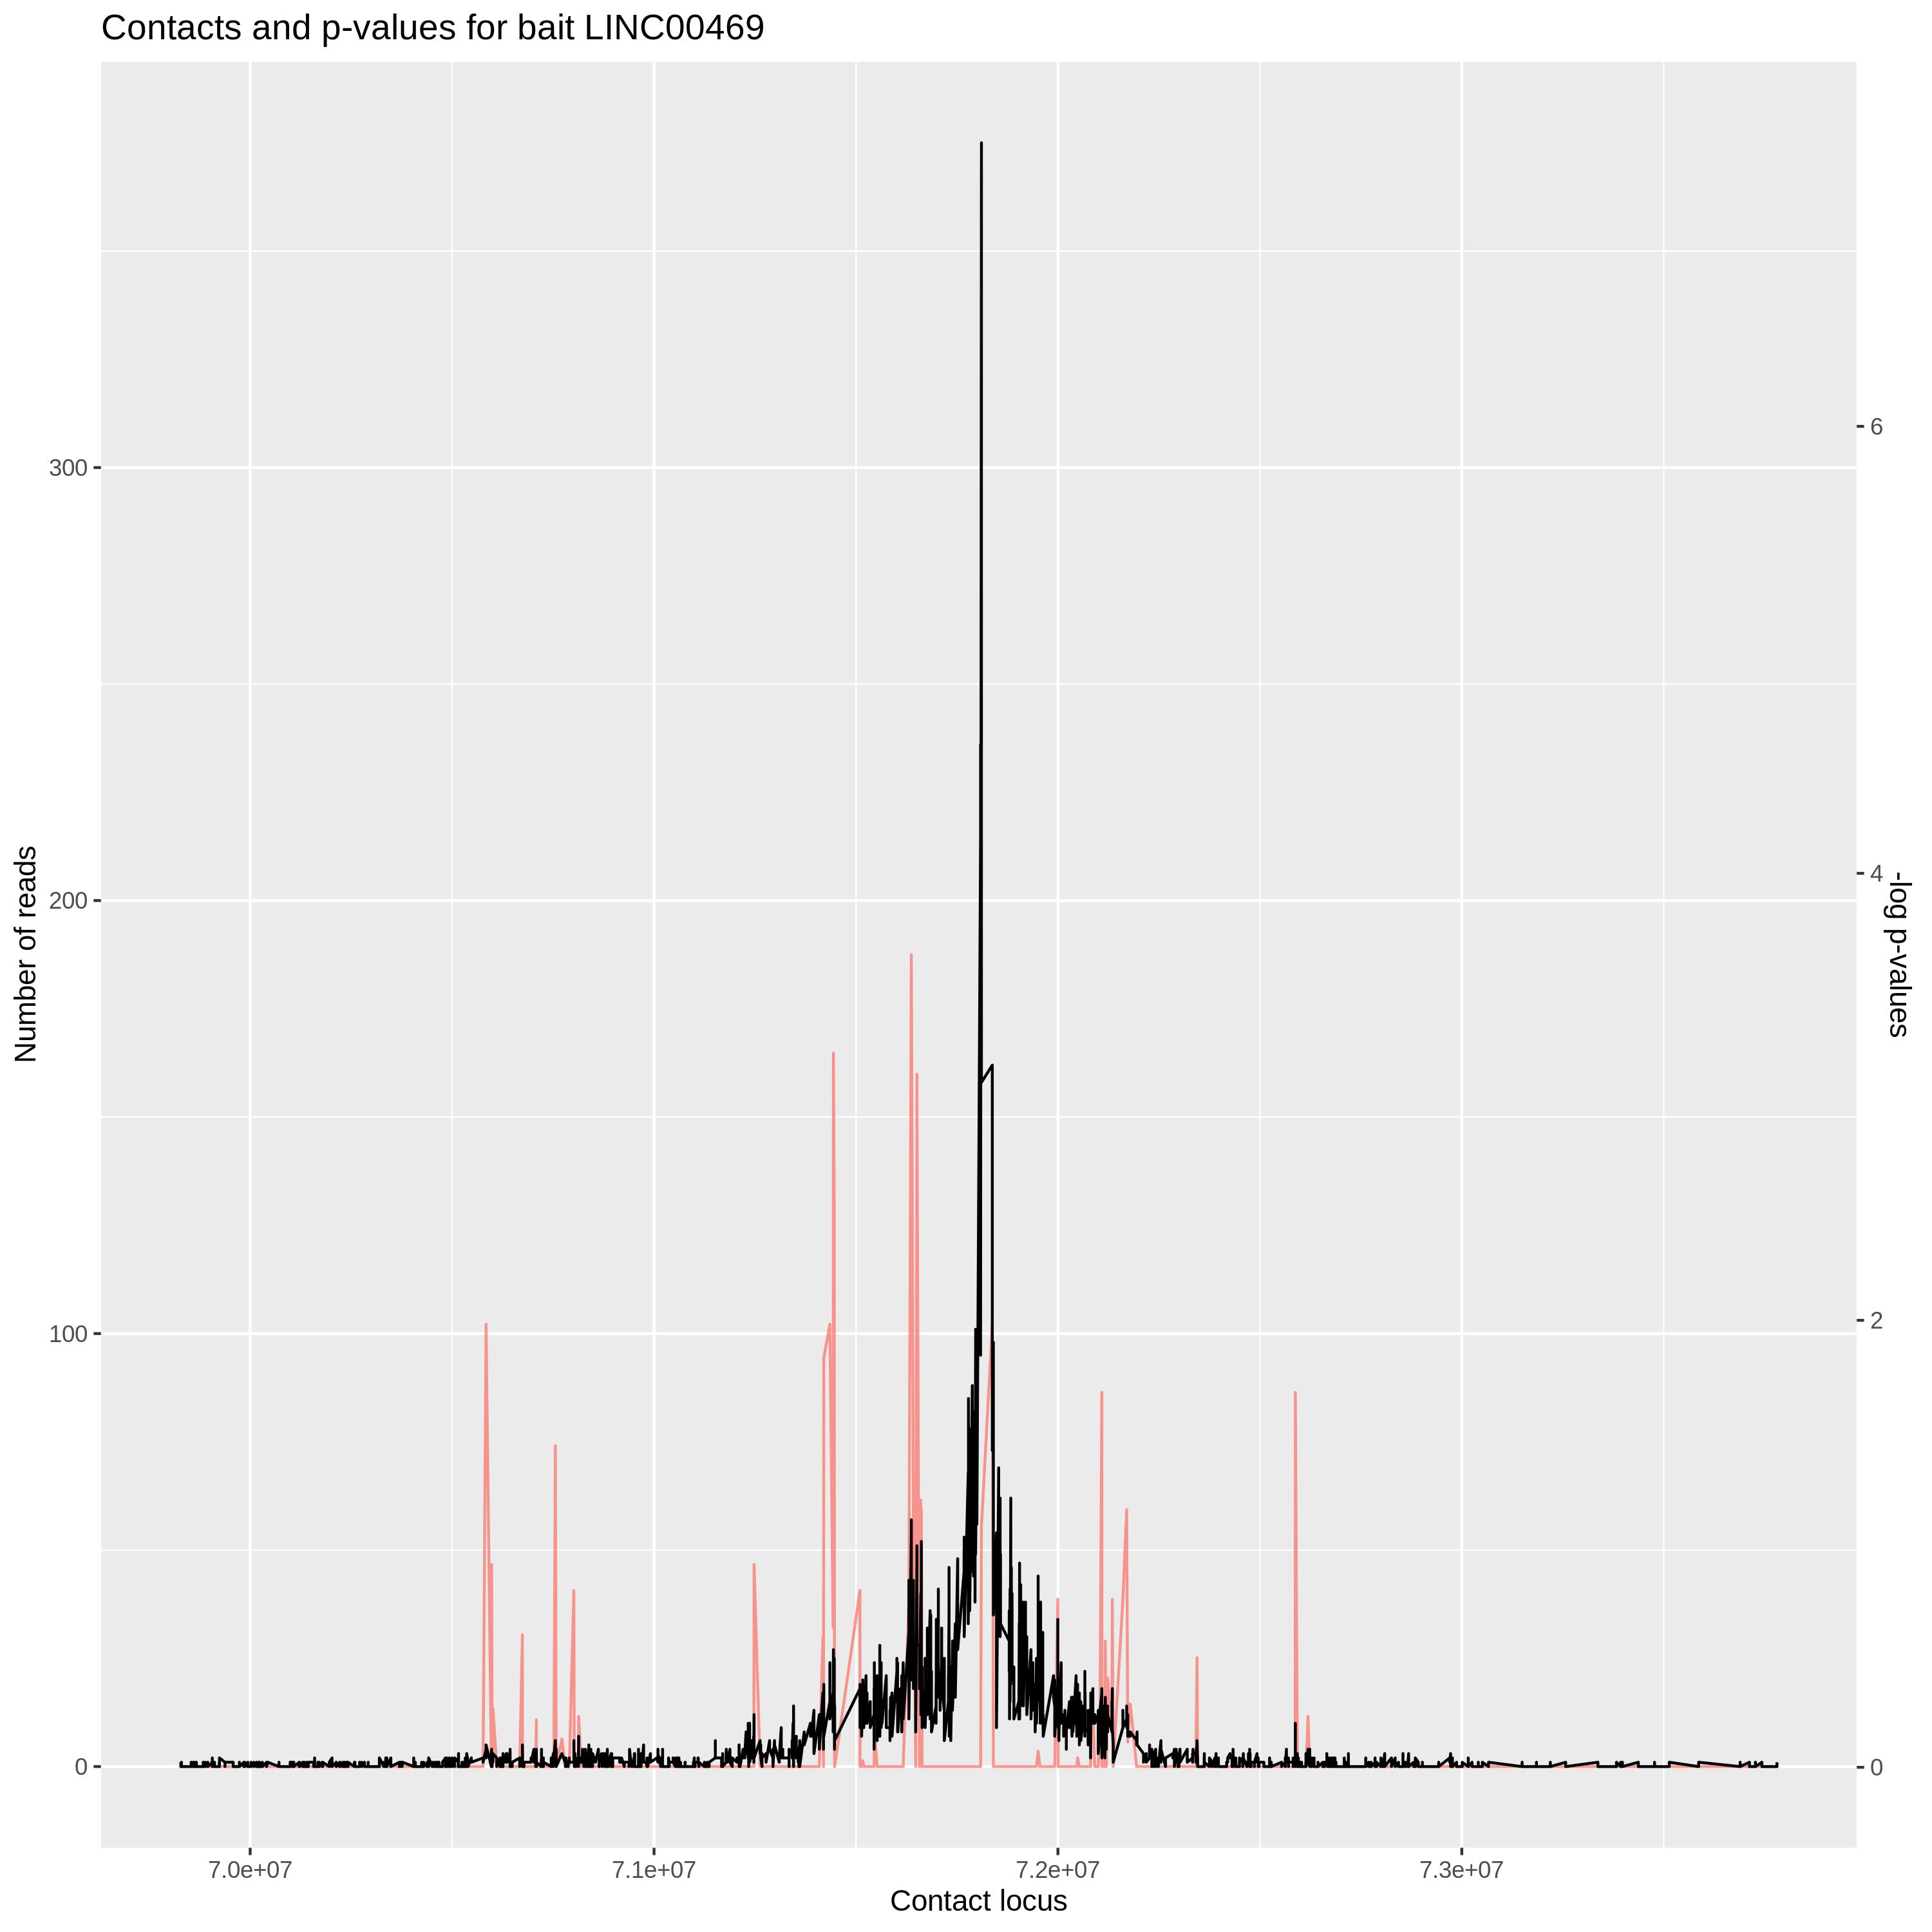 Contacts and p-values for bait LINC00469
Number of reads
300
200
100
0
6
4
2
0
-log p-values
7.0e+07
7.1e+07
7.2e+07
7.3e+07
Contact locus